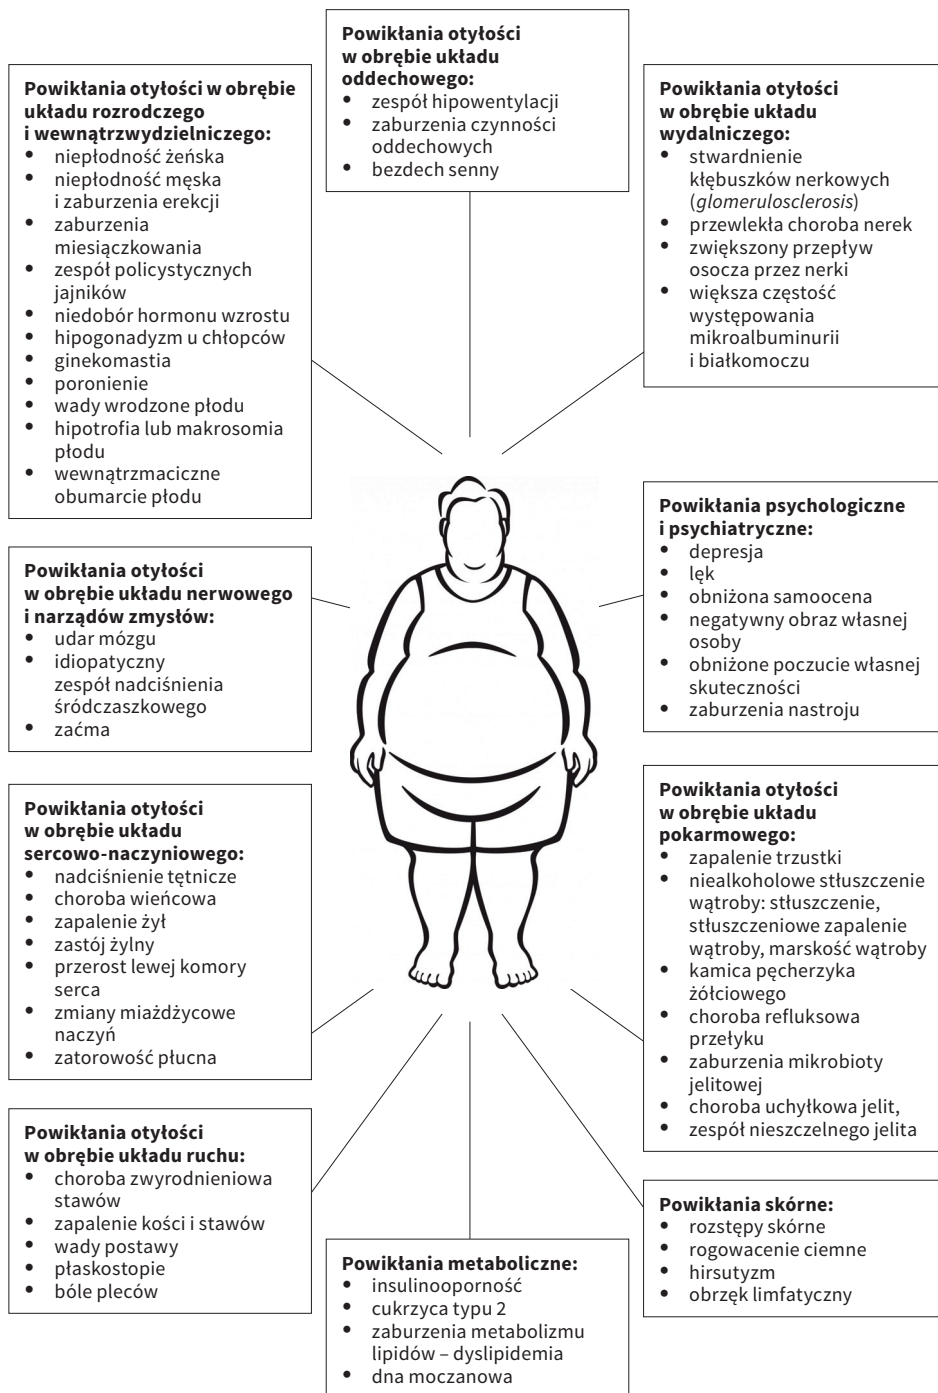 Powikłania otyłości
w obrębie układu
oddechowego:
• zespół hipowentylacji
• zaburzenia czynności
oddechowych
• bezdech senny
Powikłania otyłości w obrębie
układu rozrodczego
i wewnątrzwydzielniczego:
• niepłodność żeńska
• niepłodność męska
i zaburzenia erekcji
• zaburzenia
miesiączkowania
• zespół policystycznych
jajników
• niedobór hormonu wzrostu
• hipogonadyzm u chłopców
• ginekomastia
• poronienie
• wady wrodzone płodu
• hipotrofia lub makrosomia
płodu
• wewnątrzmaciczne
obumarcie płodu
Powikłania otyłości
w obrębie układu
wydalniczego:
• stwardnienie
kłębuszków nerkowych
(glomerulosclerosis)
• przewlekła choroba nerek
• zwiększony przepływ
osocza przez nerki
• większa częstość
występowania
mikroalbuminurii
i białkomoczu
Powikłania otyłości
w obrębie układu nerwowego
i narządów zmysłów:
• udar mózgu
• idiopatyczny
zespół nadciśnienia
śródczaszkowego
• zaćma
Powikłania psychologiczne
i psychiatryczne:
• depresja
• lęk
• obniżona samoocena
• negatywny obraz własnej
osoby
• obniżone poczucie własnej
skuteczności
• zaburzenia nastroju
Powikłania otyłości
w obrębie układu
sercowo-naczyniowego:
• nadciśnienie tętnicze
• choroba wieńcowa
• zapalenie żył
• zastój żylny
• przerost lewej komory
serca
• zmiany miażdżycowe
naczyń
• zatorowość płucna
Powikłania otyłości
w obrębie układu
pokarmowego:
• zapalenie trzustki
• niealkoholowe stłuszczenie
wątroby: stłuszczenie,
stłuszczeniowe zapalenie
wątroby, marskość wątroby
• kamica pęcherzyka
żółciowego
• choroba refluksowa
przełyku
• zaburzenia mikrobioty
jelitowej
• choroba uchyłkowa jelit,
• zespół nieszczelnego jelita
Powikłania otyłości
w obrębie układu ruchu:
• choroba zwyrodnieniowa
stawów
• zapalenie kości i stawów
• wady postawy
• płaskostopie
• bóle pleców
Powikłania metaboliczne:
• insulinooporność
• cukrzyca typu 2
• zaburzenia metabolizmu
lipidów – dyslipidemia
• dna moczanowa
Powikłania skórne:
• rozstępy skórne
• rogowacenie ciemne
• hirsutyzm
• obrzęk limfatyczny